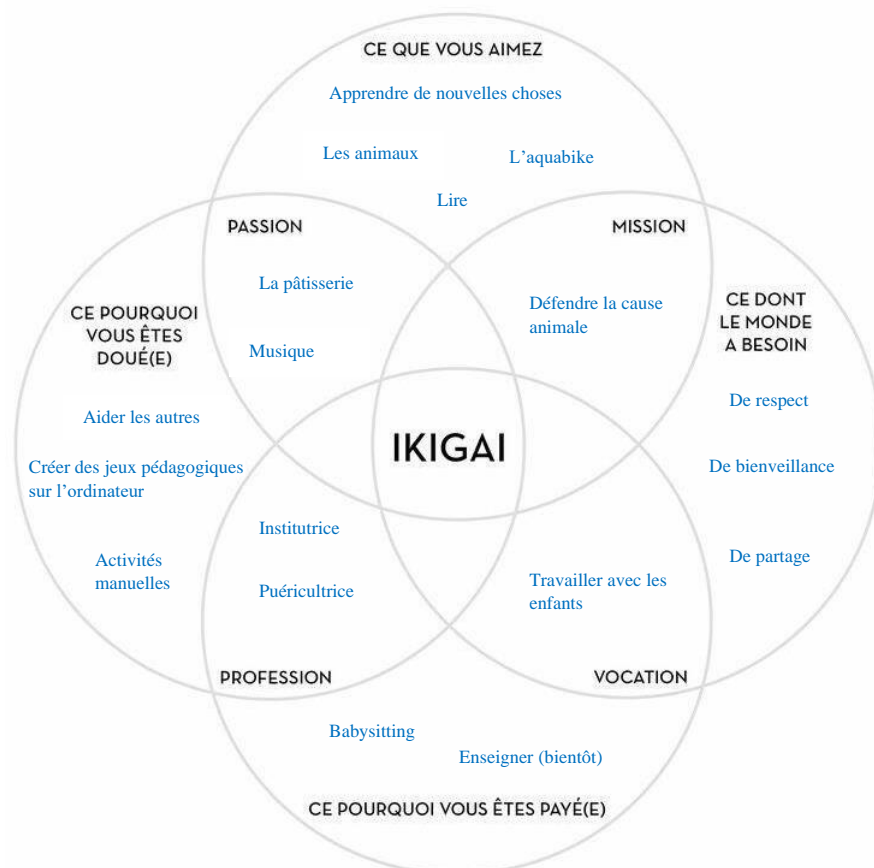 CE QUE VOUS AIMEZ
Apprendre de nouvelles choses
Les animaux
L’aquabike
Lire
PASSION
MISSION
La pâtisserie
Défendre la cause
animale
Musique
CE POURQUOI
VOUS ÊTES
DOUÉ(E)
CE DONT
LE MONDE
A BESOIN
Aider les autres
De respect
IKIGAI
Créer des jeux pédagogiques
sur l’ordinateur
De bienveillance
Activités
manuelles
Institutrice
Puéricultrice
Travailler avec les
enfants
De partage
PROFESSION
VOCATION
Babysitting
Enseigner (bientôt)
CE POURQUOI VOUS ÊTES PAYÉ(E)